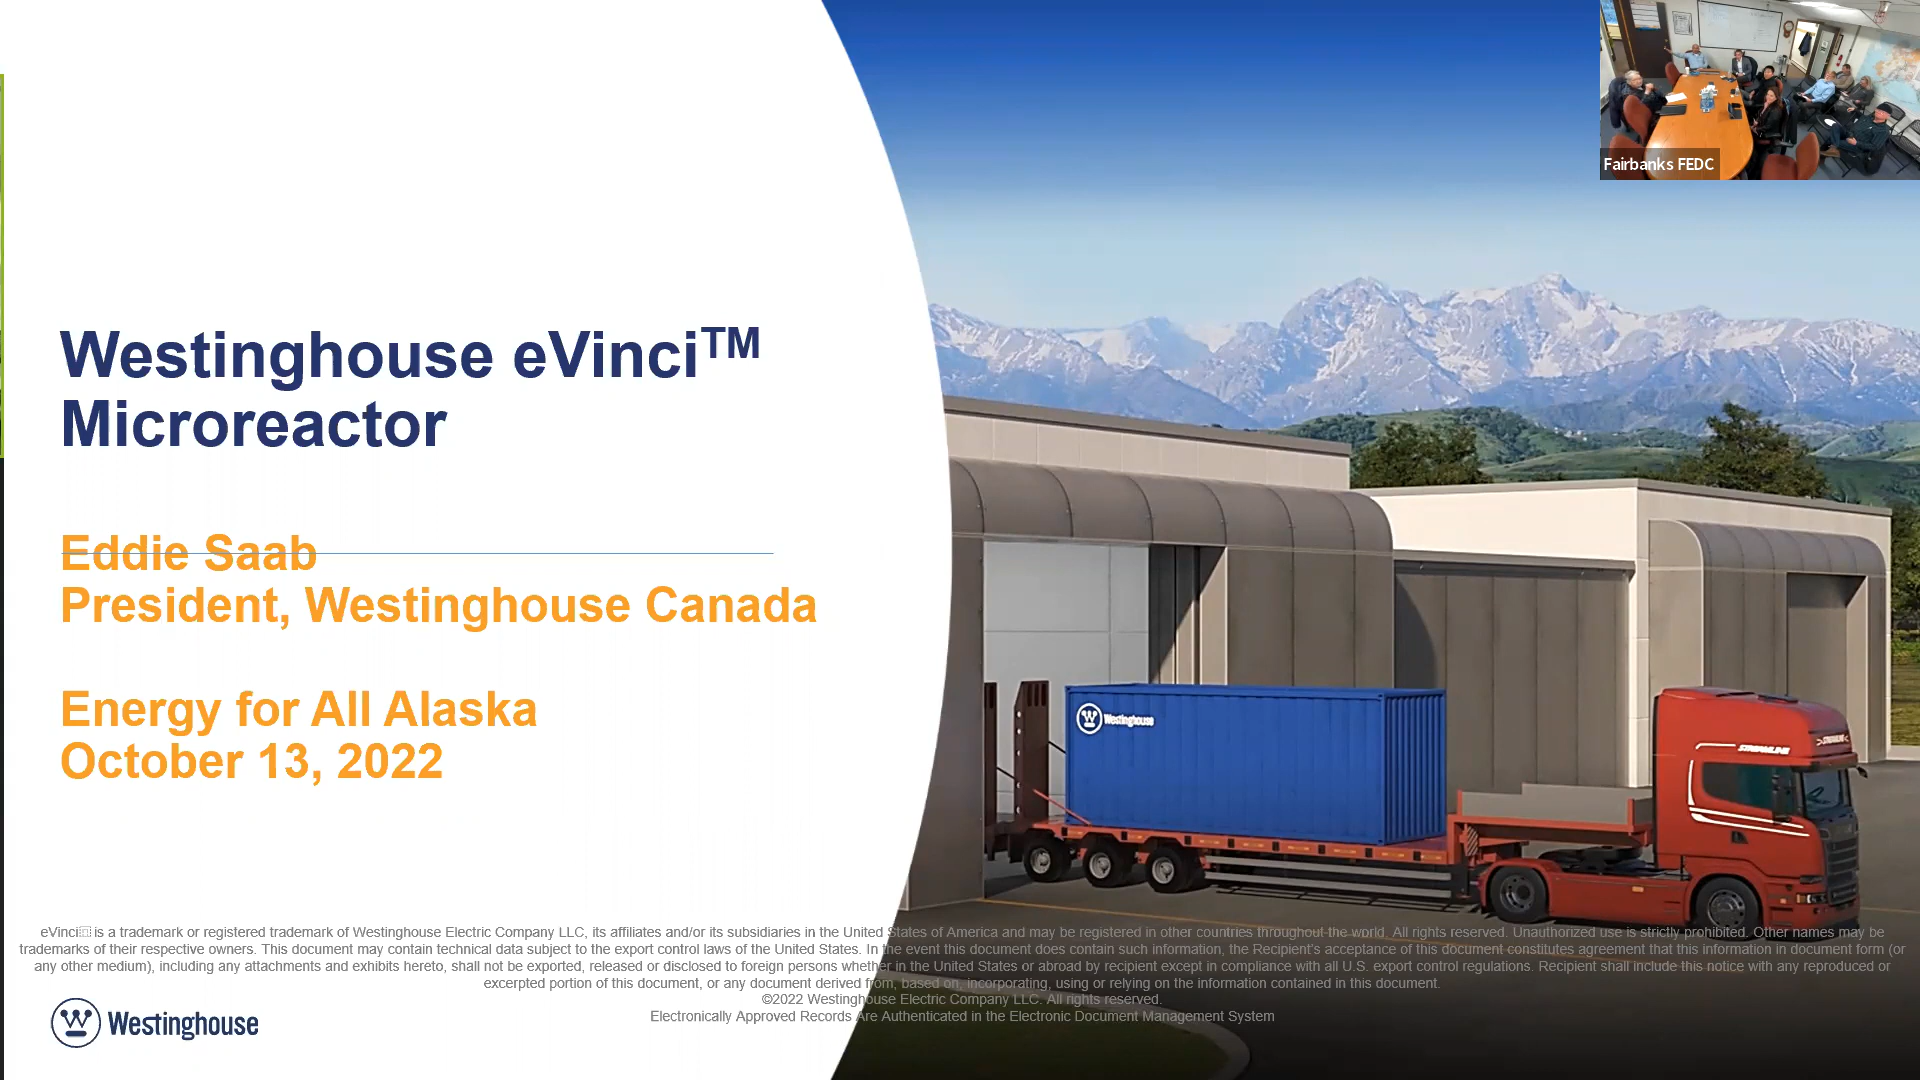 Fairbanks FEDC
Westinghouse eVinci™
Microreactor
Eddie Saab
President, Westinghouse Canada
Energy for All Alaska
October 13, 2022
Westinghouse
STREAMLINE
STREAMLINE
eVinci is a trademark or registered trademark of Westinghouse Electric Company LLC, its affiliates and/or its subsidiaries in the United States of America and may be registered in other countries throughout the world. All rights reserved. Unauthorized use is strictly prohibited. Other names may be
trademarks of their respective owners. This document may contain technical data subject to the export control laws of the United States. In the event this document does contain such information, the Recipient's acceptance of this document constitutes agreement that this information in document form (or
any other medium), including any attachments and exhibits hereto, shall not be exported, released or disclosed to foreign persons whether in the United States or abroad by recipient except in compliance with all U.S. export control regulations. Recipient shall include this notice with any reproduced or
excerpted portion of this document, or any document derived from, based on, incorporating, using or relying on the information contained in this document.
©2022 Westinghouse Electric Company LLC. All rights reserved.
Electronically Approved Records Are Authenticated in the Electronic Document Management System
Westinghouse